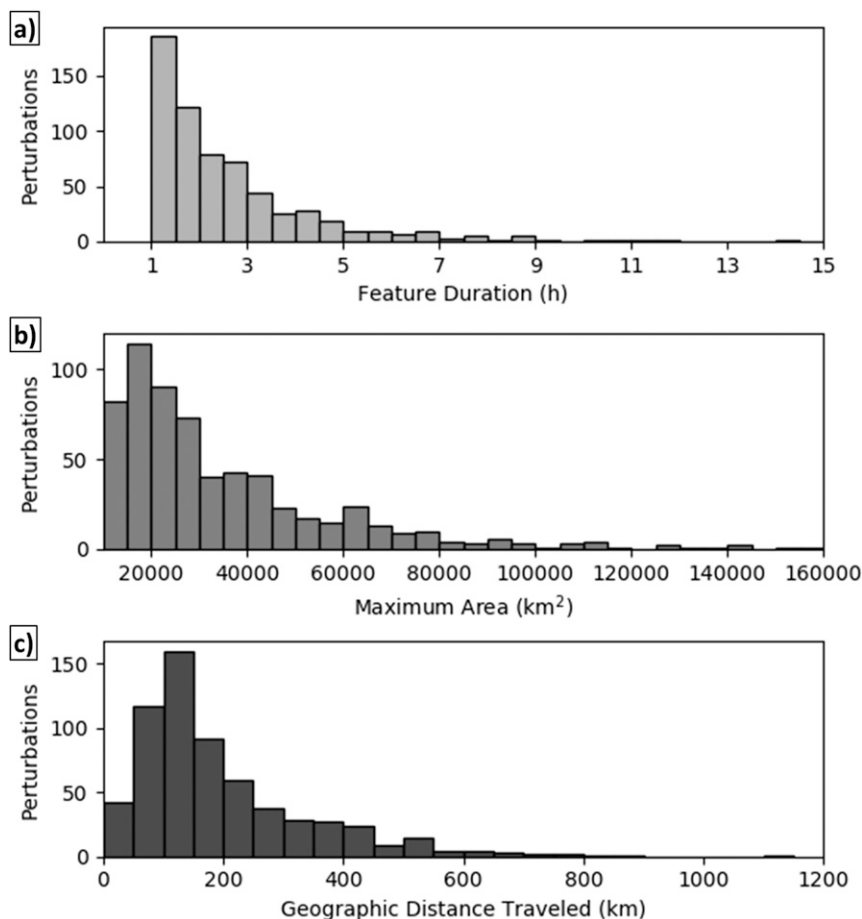 a)
Perturbations
150
100
50
0
1 3 5 7 9 11 13 15
Feature Duration (h)
b)
Perturbations
100
50
0
20000 40000 60000 80000 100000 120000 140000 160000
Maximum Area (km²)
c)
Perturbations
150
100
50
0
0 200 400 600 800 1000 1200
Geographic Distance Traveled (km)